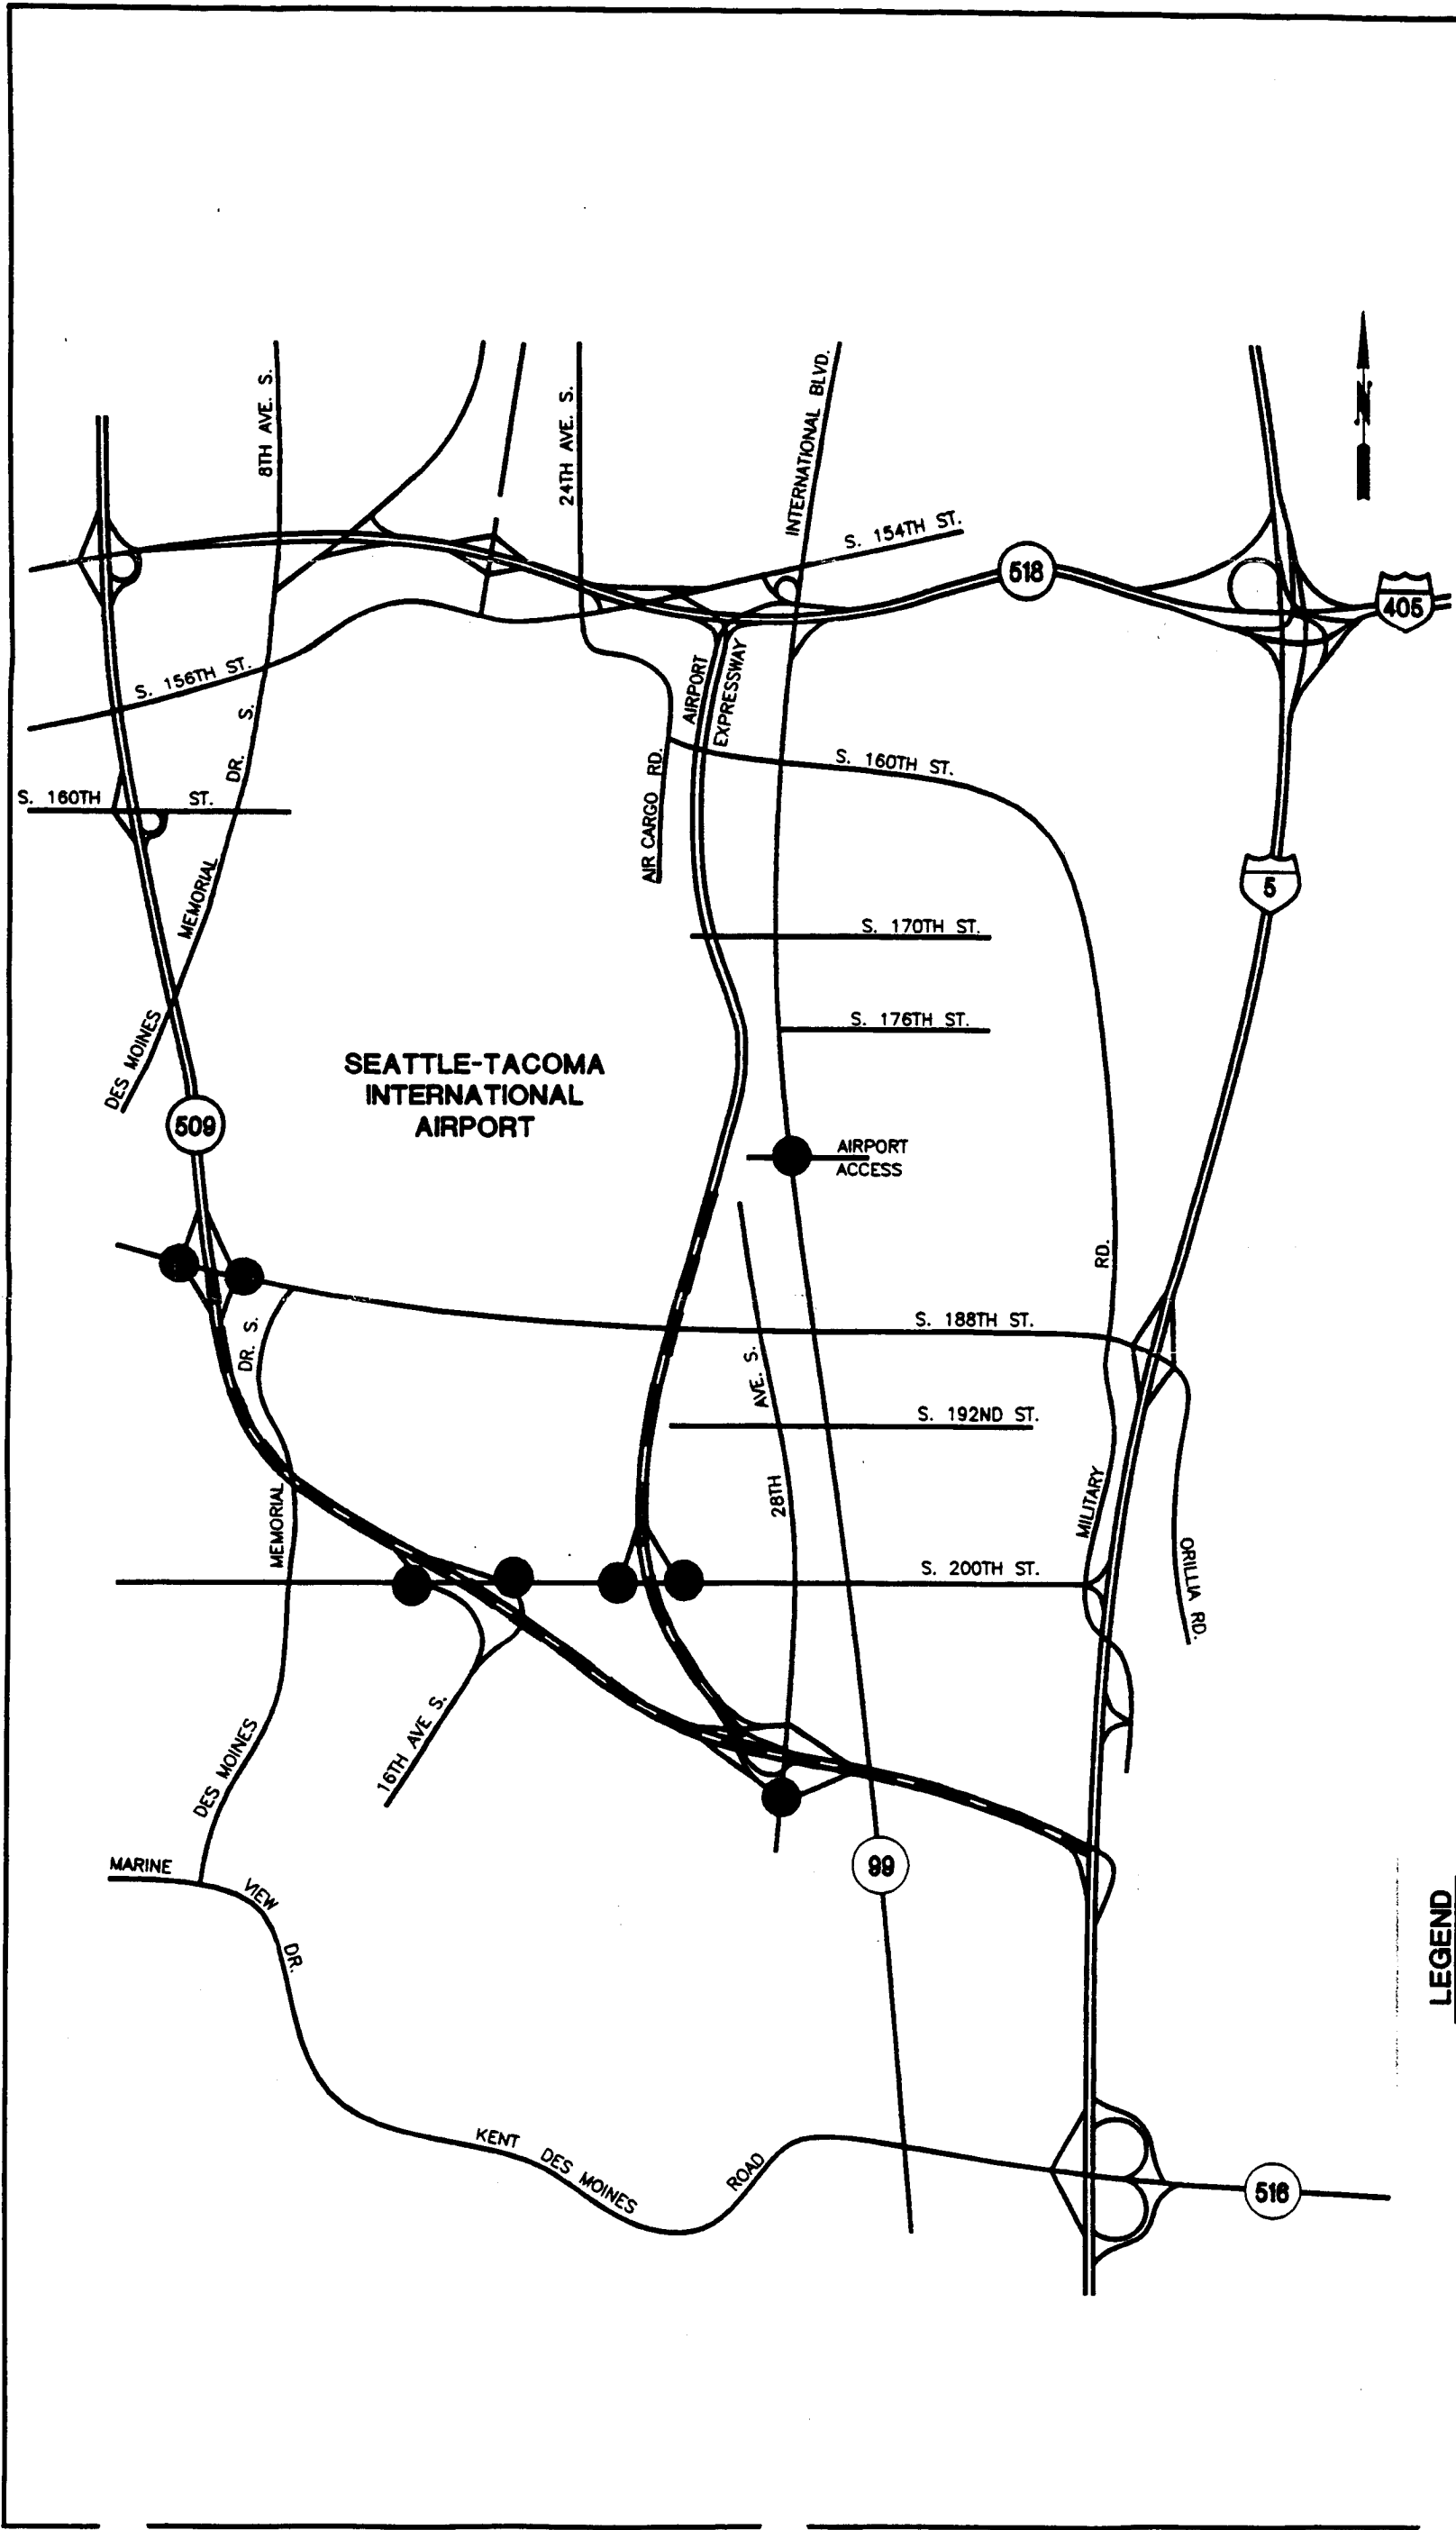 8TH AVE. S.
24TH AVE. S.
INTERNATIONAL BLVD.
N
S. 154TH ST.
518
405
S. 156TH ST.
AIRPORT
EXPRESSWAY
S. 160TH ST.
S. 160TH ST.
AIR CARGO RD.
5
DES MOINES MEMORIAL DR. S.
S. 170TH ST.
S. 176TH ST.
SEATTLE-TACOMA
INTERNATIONAL
AIRPORT
509
AIRPORT
ACCESS
S. 188TH ST.
S. 192ND ST.
28TH AVE. S.
MILITARY RD.
ORILLIA RD.
S. 200TH ST.
DES MOINES MEMORIAL DR. S.
16TH AVE S.
99
MARINE VIEW DR.
KENT DES MOINES ROAD
516
LEGEND